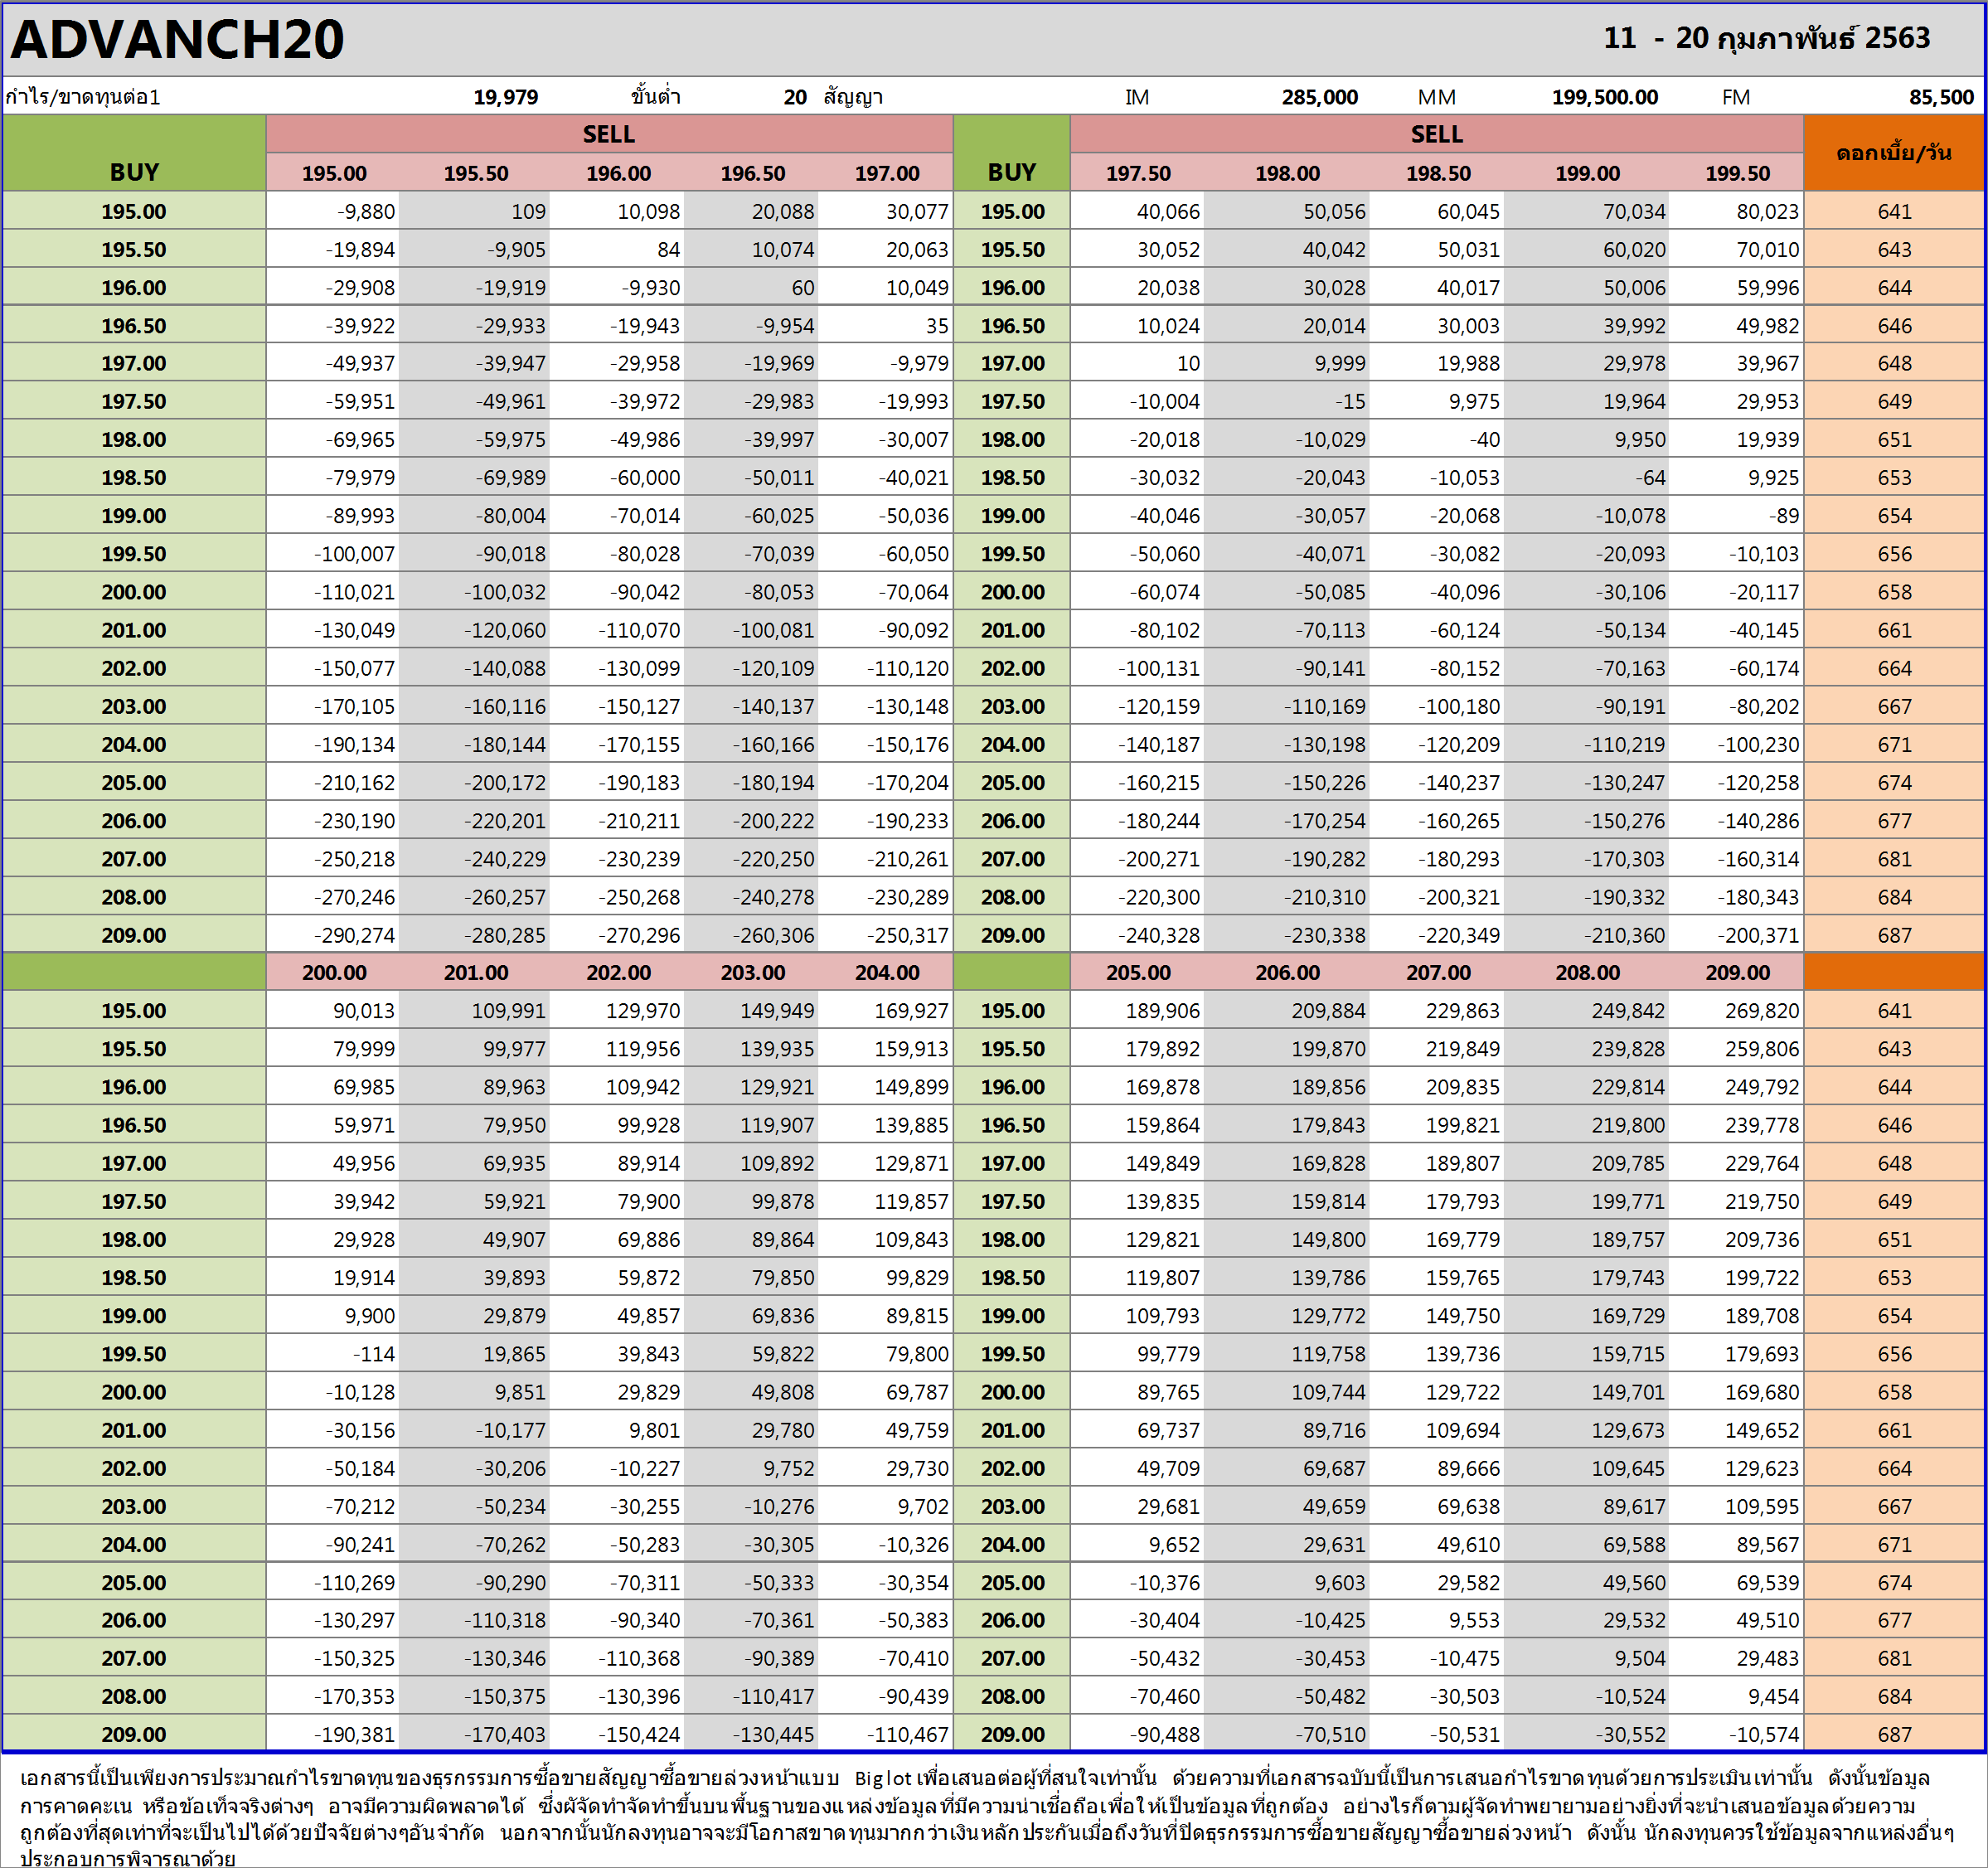 ADVANCH20 11 - 20 กุมภาพันธ์ 2563
กำไร/ขาดทุนต่อ1 19,979 ขั้นต่ำ 20 สัญญา IM 285,000 MM 199,500.00 FM 85,500
BUY SELL BUY SELL ดอกเบี้ย/วัน
195.00 195.50 196.00 196.50 197.00 197.50 198.00 198.50 199.00 199.50
195.00 -9,880 109 10,098 20,088 30,077 195.00 40,066 50,056 60,045 70,034 80,023 641
195.50 -19,894 -9,905 84 10,074 20,063 195.50 30,052 40,042 50,031 60,020 70,010 643
196.00 -29,908 -19,919 -9,930 60 10,049 196.00 20,038 30,028 40,017 50,006 59,996 644
196.50 -39,922 -29,933 -19,943 -9,954 35 196.50 10,024 20,014 30,003 39,992 49,982 646
197.00 -49,937 -39,947 -29,958 -19,969 -9,979 197.00 10 9,999 19,988 29,978 39,967 648
197.50 -59,951 -49,961 -39,972 -29,983 -19,993 197.50 -10,004 -15 9,975 19,964 29,953 649
198.00 -69,965 -59,975 -49,986 -39,997 -30,007 198.00 -20,018 -10,029 -40 9,950 19,939 651
198.50 -79,979 -69,989 -60,000 -50,011 -40,021 198.50 -30,032 -20,043 -10,053 -64 9,925 653
199.00 -89,993 -80,004 -70,014 -60,025 -50,036 199.00 -40,046 -30,057 -20,068 -10,078 -89 654
199.50 -100,007 -90,018 -80,028 -70,039 -60,050 199.50 -50,060 -40,071 -30,082 -20,093 -10,103 656
200.00 -110,021 -100,032 -90,042 -80,053 -70,064 200.00 -60,074 -50,085 -40,096 -30,106 -20,117 658
201.00 -130,049 -120,060 -110,070 -100,081 -90,092 201.00 -80,102 -70,113 -60,124 -50,134 -40,145 661
202.00 -150,077 -140,088 -130,099 -120,109 -110,120 202.00 -100,131 -90,141 -80,152 -70,163 -60,174 664
203.00 -170,105 -160,116 -150,127 -140,137 -130,148 203.00 -120,159 -110,169 -100,180 -90,191 -80,202 667
204.00 -190,134 -180,144 -170,155 -160,166 -150,176 204.00 -140,187 -130,198 -120,209 -110,219 -100,230 671
205.00 -210,162 -200,172 -190,183 -180,194 -170,204 205.00 -160,215 -150,226 -140,237 -130,247 -120,258 674
206.00 -230,190 -220,201 -210,211 -200,222 -190,233 206.00 -180,244 -170,254 -160,265 -150,276 -140,286 677
207.00 -250,218 -240,229 -230,239 -220,250 -210,261 207.00 -200,271 -190,282 -180,293 -170,303 -160,314 681
208.00 -270,246 -260,257 -250,268 -240,278 -230,289 208.00 -220,300 -210,310 -200,321 -190,332 -180,343 684
209.00 -290,274 -280,285 -270,296 -260,306 -250,317 209.00 -240,328 -230,338 -220,349 -210,360 -200,371 687
200.00 201.00 202.00 203.00 204.00 205.00 206.00 207.00 208.00 209.00
195.00 90,013 109,991 129,970 149,949 169,927 195.00 189,906 209,884 229,863 249,842 269,820 641
195.50 79,999 99,977 119,956 139,935 159,913 195.50 179,892 199,870 219,849 239,828 259,806 643
196.00 69,985 89,963 109,942 129,921 149,899 196.00 169,878 189,856 209,835 229,814 249,792 644
196.50 59,971 79,950 99,928 119,907 139,885 196.50 159,864 179,843 199,821 219,800 239,778 646
197.00 49,956 69,935 89,914 109,892 129,871 197.00 149,849 169,828 189,807 209,785 229,764 648
197.50 39,942 59,921 79,900 99,878 119,857 197.50 139,835 159,814 179,793 199,771 219,750 649
198.00 29,928 49,907 69,886 89,864 109,843 198.00 129,821 149,800 169,779 189,757 209,736 651
198.50 19,914 39,893 59,872 79,850 99,829 198.50 119,807 139,786 159,765 179,743 199,722 653
199.00 9,900 29,879 49,857 69,836 89,815 199.00 109,793 129,772 149,750 169,729 189,708 654
199.50 -114 19,865 39,843 59,822 79,800 199.50 99,779 119,758 139,736 159,715 179,693 656
200.00 -10,128 9,851 29,829 49,808 69,787 200.00 89,765 109,744 129,722 149,701 169,680 658
201.00 -30,156 -10,177 9,801 29,780 49,759 201.00 69,737 89,716 109,694 129,673 149,652 661
202.00 -50,184 -30,206 -10,227 9,752 29,730 202.00 49,709 69,687 89,666 109,645 129,623 664
203.00 -70,212 -50,234 -30,255 -10,276 9,702 203.00 29,681 49,659 69,638 89,617 109,595 667
204.00 -90,241 -70,262 -50,283 -30,305 -10,326 204.00 9,652 29,631 49,610 69,588 89,567 671
205.00 -110,269 -90,290 -70,311 -50,333 -30,354 205.00 -10,376 9,603 29,582 49,560 69,539 674
206.00 -130,297 -110,318 -90,340 -70,361 -50,383 206.00 -30,404 -10,425 9,553 29,532 49,510 677
207.00 -150,325 -130,346 -110,368 -90,389 -70,410 207.00 -50,432 -30,453 -10,475 9,504 29,483 681
208.00 -170,353 -150,375 -130,396 -110,417 -90,439 208.00 -70,460 -50,482 -30,503 -10,524 9,454 684
209.00 -190,381 -170,403 -150,424 -130,445 -110,467 209.00 -90,488 -70,510 -50,531 -30,552 -10,574 687
เอกสารนี้เป็นเพียงการประมาณกำไรขาดทุนของธุรกรรมการซื้อขายสัญญาซื้อขายล่วงหน้าแบบ Big lot เพื่อเสนอต่อผู้ที่สนใจเท่านั้น ด้วยความที่เอกสารฉบับนี้เป็นการเสนอกำไรขาดทุนด้วยการประเมินเท่านั้น ดังนั้นข้อมูล
การคาดคะเน หรือข้อเท็จจริงต่างๆ อาจมีความผิดพลาดได้ ซึ่งผัจัดทำจัดทำขึ้นบนพื้นฐานของแหล่งข้อมูลที่มีความน่าเชื่อถือเพื่อให้เป็นข้อมูลที่ถูกต้อง อย่างไรก็ตามผู้จัดทำพยายามอย่างยิ่งที่จะนำเสนอข้อมูลด้วยความ
ถูกต้องที่สุดเท่าที่จะเป็นไปได้ด้วยปัจจัยต่างๆอันจำกัด นอกจากนั้นนักลงทุนอาจจะมีโอกาสขาดทุนมากกว่าเงินหลักประกันเมื่อถึงวันที่ปิดธุรกรรมการซื้อขายสัญญาซื้อขายล่วงหน้า ดังนั้น นักลงทุนควรใช้ข้อมูลจากแหล่งอื่นๆ
ประกอบการพิจารณาด้วย